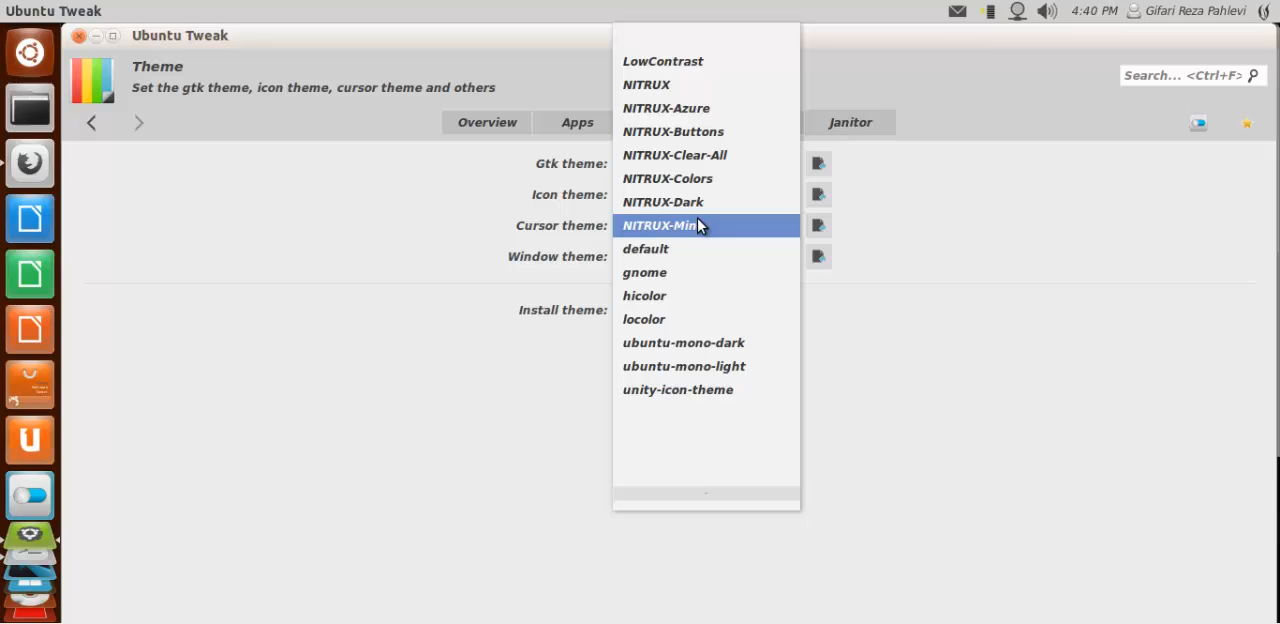 Ubuntu Tweak
4:40 PM Gifari Reza Pahlevi
Ubuntu Tweak
Theme
Set the gtk theme, icon theme, cursor theme and others
Search... <Ctrl+F>
Overview
Apps
Janitor
Gtk theme:
Icon theme:
Cursor theme:
Window theme:
Install theme:
LowContrast
NITRUX
NITRUX-Azure
NITRUX-Buttons
NITRUX-Clear-All
NITRUX-Colors
NITRUX-Dark
NITRUX-Min
default
gnome
hicolor
locolor
ubuntu-mono-dark
ubuntu-mono-light
unity-icon-theme